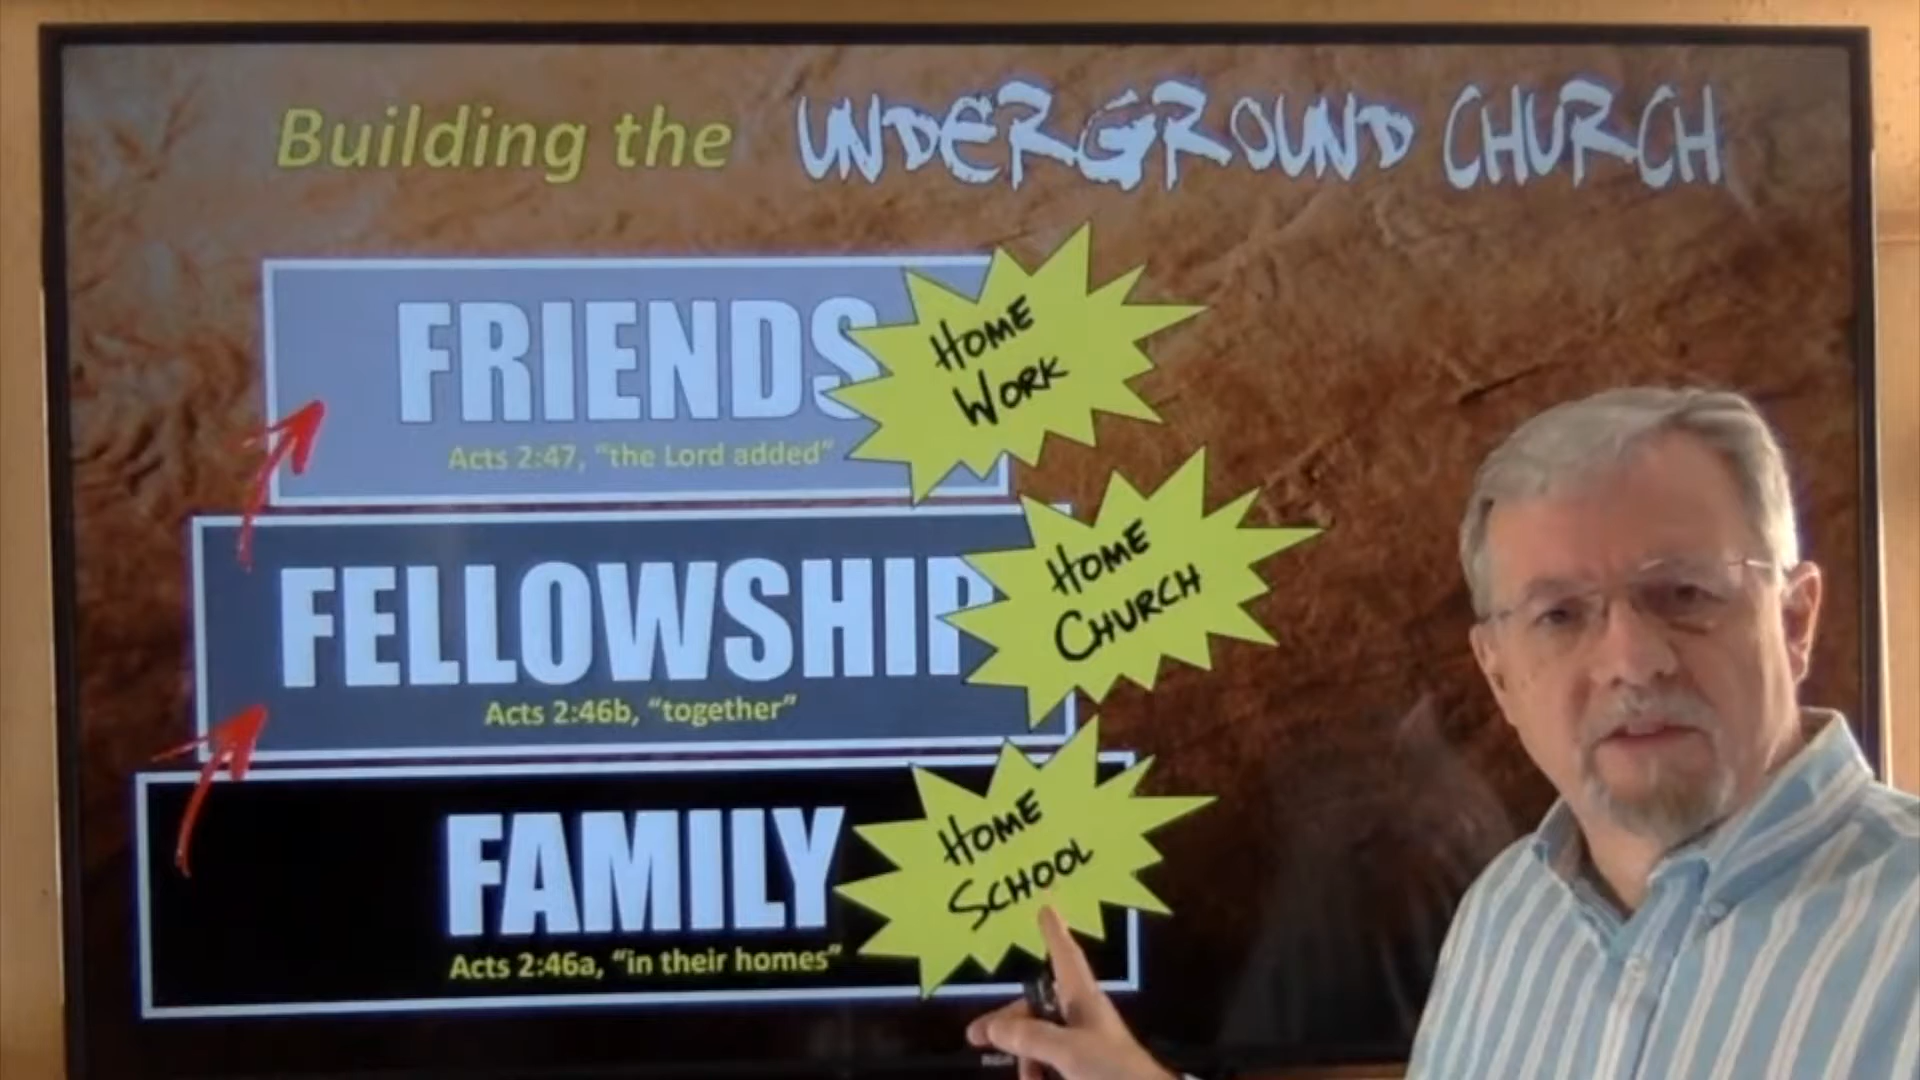 Building the UNDERGROUND CHURCH
FRIENDS
Acts 2:47, “the Lord added”
HOME
WORK
FELLOWSHIP
Acts 2:46b, “together”
HOME
CHURCH
FAMILY
Acts 2:46a, “in their homes”
HOME
SCHOOL